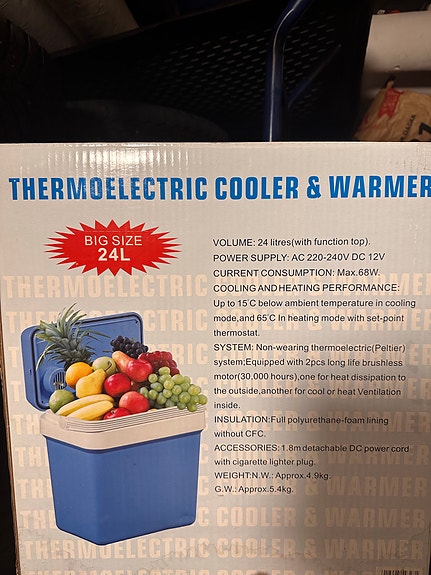 THERMOELECTRIC COOLER & WARMER
BIG SIZE
24L
VOLUME: 24 litres(with function top).
POWER SUPPLY: AC 220-240V DC 12V
CURRENT CONSUMPTION: Max.68W.
COOLING AND HEATING PERFORMANCE:
Up to 15℃ below ambient temperature in cooling
mode,and 65℃ In heating mode with set-point
thermostat.
SYSTEM: Non-wearing thermoelectric(Peltier)
system;Equipped with 2pcs long life brushless
motor(30,000 hours),one for heat dissipation to
the outside,another for cool or heat Ventilation
inside.
INSULATION:Full polyurethane-foam lining
without CFC.
ACCESSORIES: 1.8m detachable DC power cord
with cigarette lighter plug.
WEIGHT:N.W.: Approx.4.9kg.
G.W.: Approx.5.4kg.